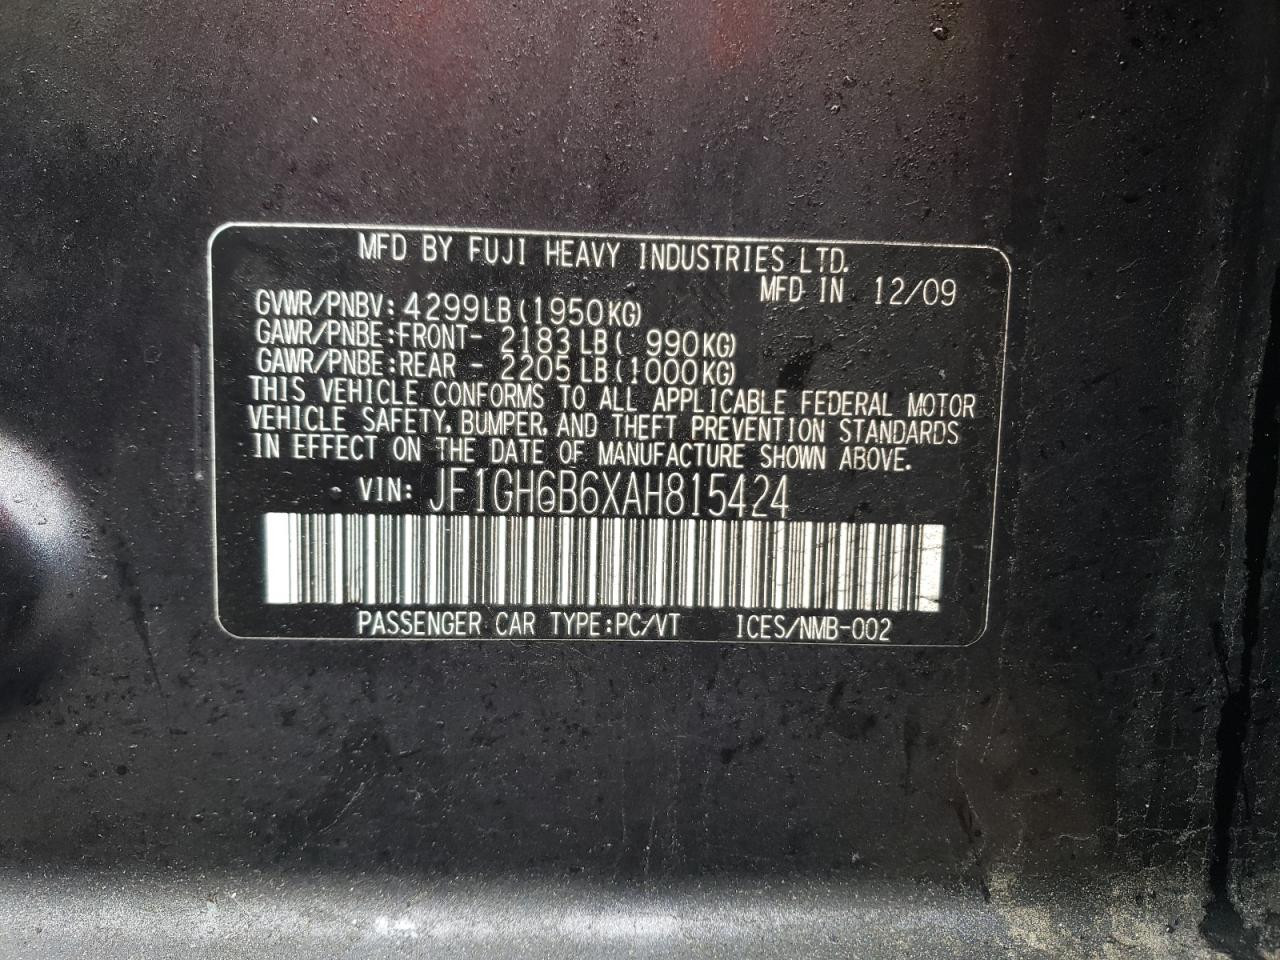 MFD BY FUJI HEAVY INDUSTRIES LTD.
MFD IN 12/09
GVWR/PNBV: 4299LB (1950KG)
GAWR/PNBE:FRONT- 2183 LB ( 990KG)
GAWR/PNBE:REAR - 2205 LB (1000KG)
THIS VEHICLE CONFORMS TO ALL APPLICABLE FEDERAL MOTOR
VEHICLE SAFETY, BUMPER, AND THEFT PREVENTION STANDARDS
IN EFFECT ON THE DATE OF MANUFACTURE SHOWN ABOVE.
VIN: JF1GH6B6XAH815424
PASSENGER CAR TYPE:PC/VT ICES/NMB-002